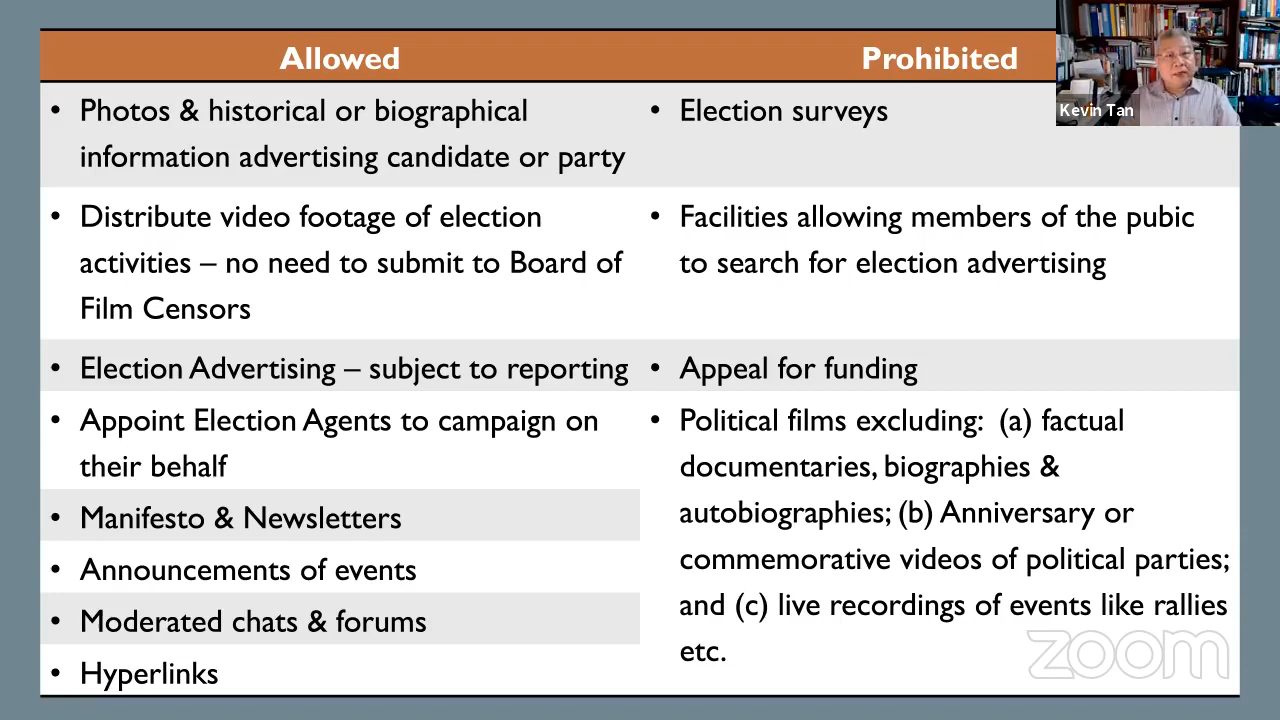 Allowed
Prohibited
Kevin Tan
• Photos & historical or biographical
information advertising candidate or party
• Election surveys
• Distribute video footage of election
activities – no need to submit to Board of
Film Censors
• Facilities allowing members of the pubic
to search for election advertising
• Election Advertising – subject to reporting
• Appeal for funding
• Appoint Election Agents to campaign on
their behalf
• Manifesto & Newsletters
• Announcements of events
• Moderated chats & forums
• Hyperlinks
• Political films excluding: (a) factual
documentaries, biographies &
autobiographies; (b) Anniversary or
commemorative videos of political parties;
and (c) live recordings of events like rallies
etc.
zoom